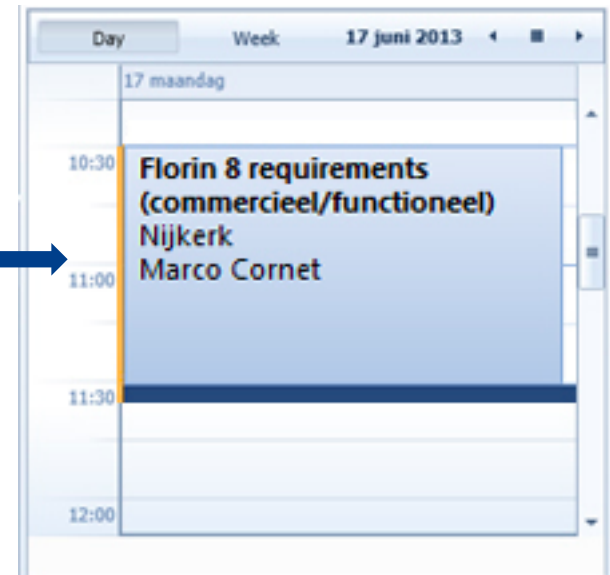 Day Week 17 juni 2013
17 maandag
10:30
Florin 8 requirements
(commercieel/functioneel)
Nijkerk
Marco Cornet
11:00
11:30
12:00